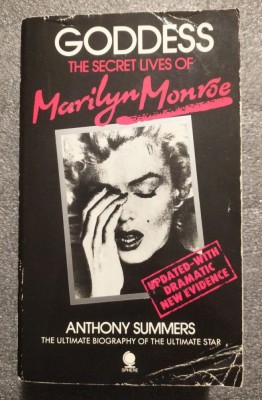 GODDESS
THE SECRET LIVES OF
Marilyn Monroe
UPDATED-WITH
DRAMATIC
NEW EVIDENCE
ANTHONY SUMMERS
THE ULTIMATE BIOGRAPHY OF THE ULTIMATE STAR
SPHERE